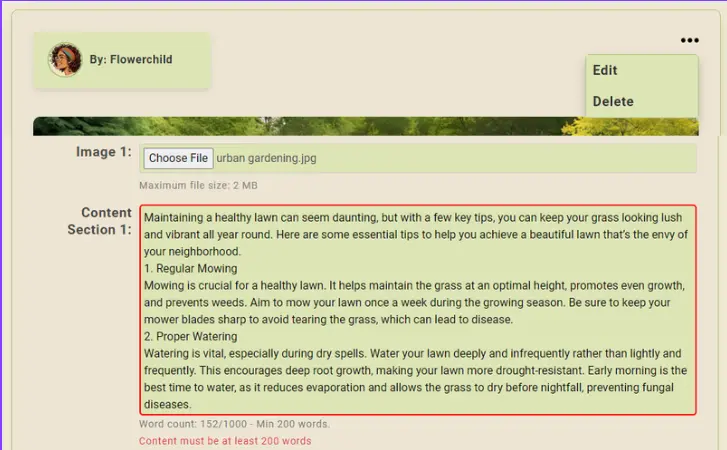 By: Flowerchild
Edit
Delete
Image 1:
Choose File urban gardening.jpg
Maximum file size: 2 MB
Content
Section 1:
Maintaining a healthy lawn can seem daunting, but with a few key tips, you can keep your grass looking lush
and vibrant all year round. Here are some essential tips to help you achieve a beautiful lawn that's the envy of
your neighborhood.
1. Regular Mowing
Mowing is crucial for a healthy lawn. It helps maintain the grass at an optimal height, promotes even growth,
and prevents weeds. Aim to mow your lawn once a week during the growing season. Be sure to keep your
mower blades sharp to avoid tearing the grass, which can lead to disease.
2. Proper Watering
Watering is vital, especially during dry spells. Water your lawn deeply and infrequently rather than lightly and
frequently. This encourages deep root growth, making your lawn more drought-resistant. Early morning is the
best time to water, as it reduces evaporation and allows the grass to dry before nightfall, preventing fungal
diseases.
Word count: 152/1000 - Min 200 words.
Content must be at least 200 words